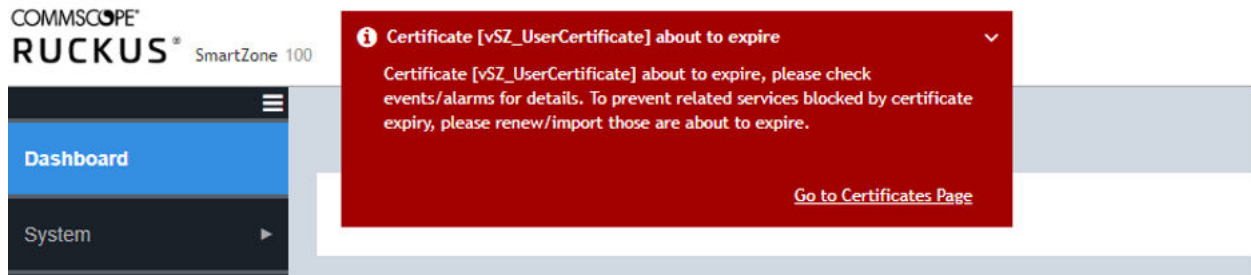 COMMSCOPE®
RUCKUS® SmartZone 100
Certificate [vSZ_UserCertificate] about to expire
Certificate [vSZ_UserCertificate] about to expire, please check
events/alarms for details. To prevent related services blocked by certificate
expiry, please renew/import those are about to expire.
Go to Certificates Page
Dashboard
System